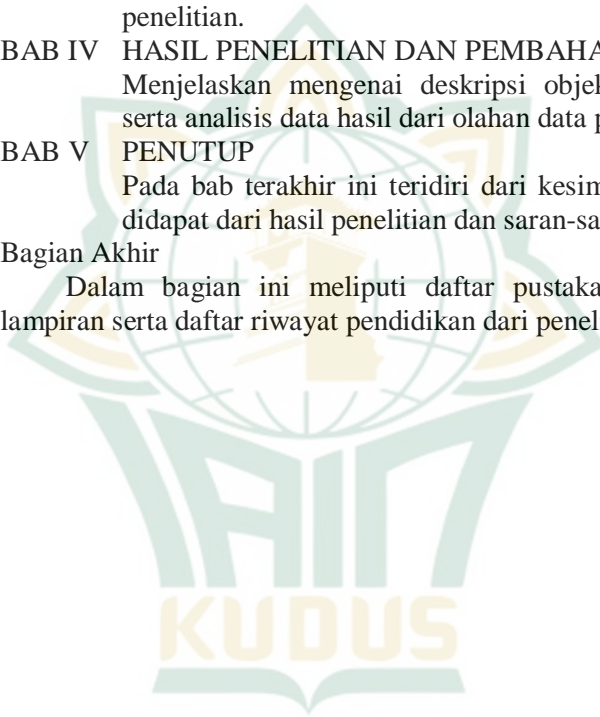 penelitian.
BAB IV HASIL PENELITIAN DAN PEMBAHA
Menjelaskan mengenai deskripsi objek
serta analisis data hasil dari olahan data p
BAB V PENUTUP
Pada bab terakhir ini teridiri dari kesim
didapat dari hasil penelitian dan saran-sa
Bagian Akhir
Dalam bagian ini meliputi daftar pustaka
lampiran serta daftar riwayat pendidikan dari penel
IAIN
KUDUS